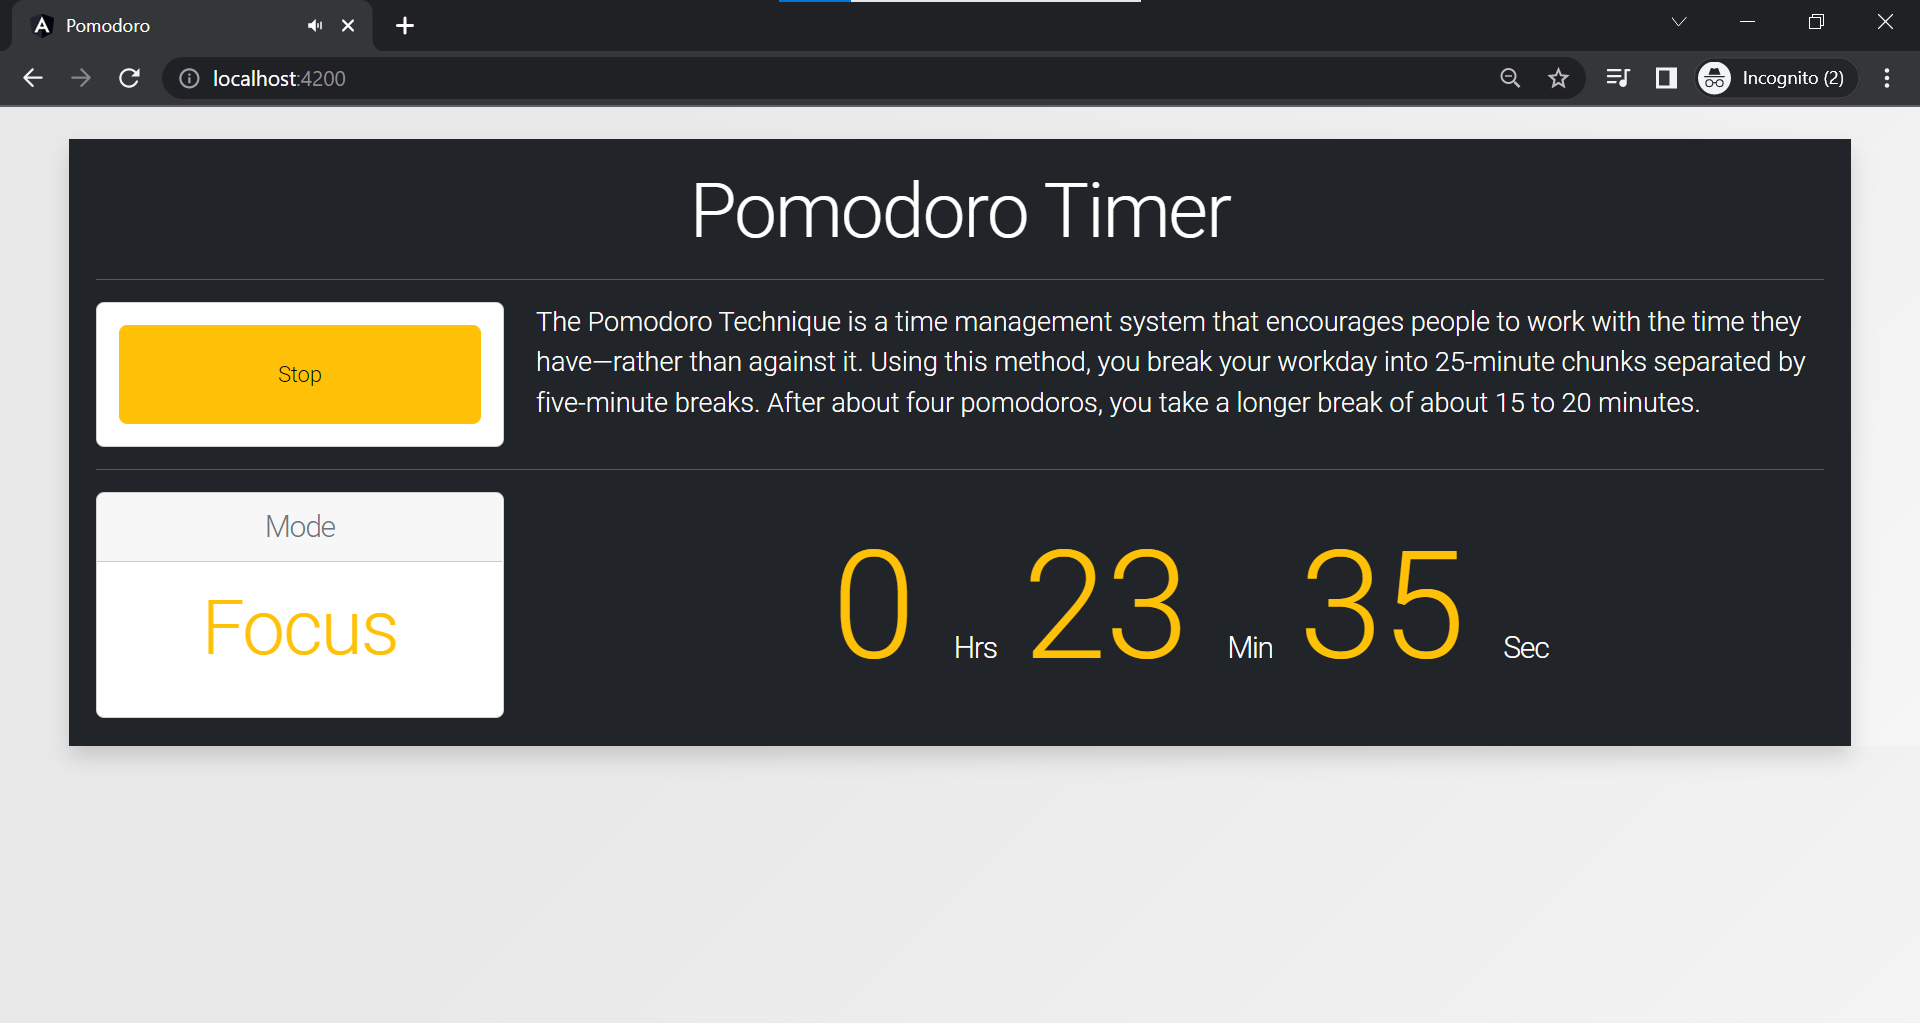 Pomodoro
localhost:4200
Incognito (2)
Pomodoro Timer
Stop
The Pomodoro Technique is a time management system that encourages people to work with the time they
have—rather than against it. Using this method, you break your workday into 25-minute chunks separated by
five-minute breaks. After about four pomodoros, you take a longer break of about 15 to 20 minutes.
Mode
Focus
0 Hrs 23 Min 35 Sec